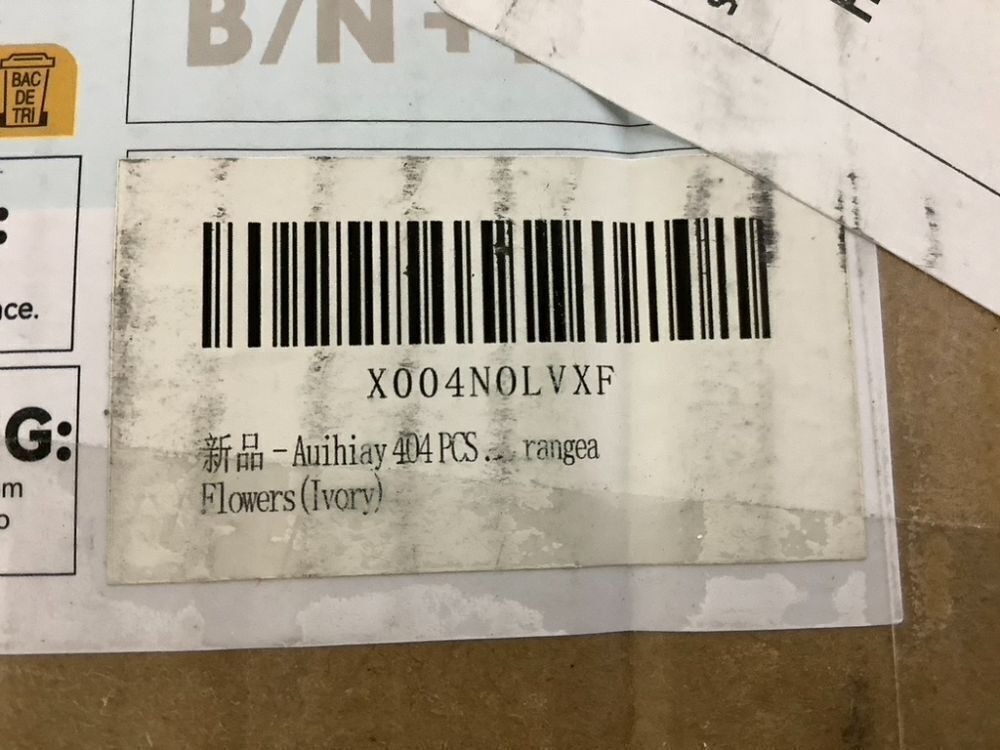 B/N +
BAC
DE
TRI
:
ce.
G:
m
o
X004N0LVXF
新品 - Auihiay 404 PCS ... rangea
Flowers (Ivory)